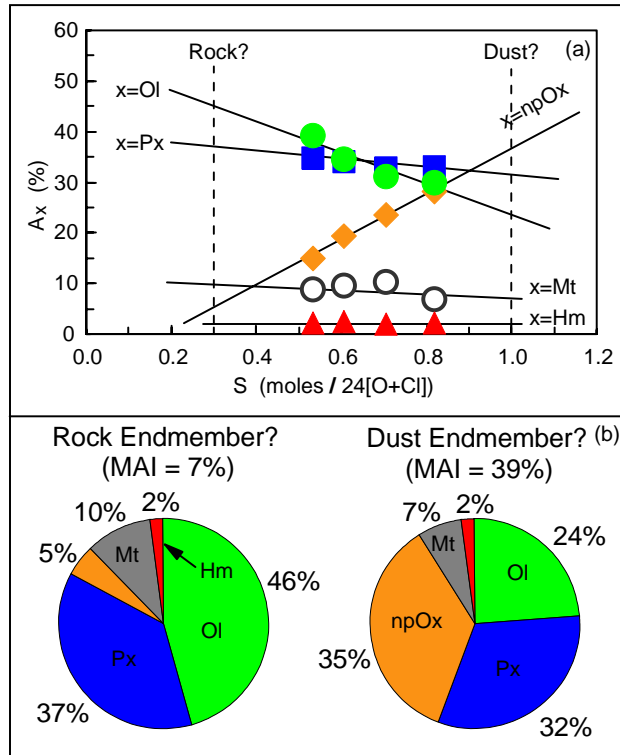 60
50
40
30
20
10
0
A x (%)
0.0 0.2 0.4 0.6 0.8 1.0 1.2
S (moles / 24[O+Cl])
Rock?
Dust?
(a)
x=Ol
x=Px
x=npOx
x=Mt
x=Hm
Rock Endmember?
(MAI = 7%)
Dust Endmember?
(MAI = 39%)
(b)
10%
2%
5%
46%
37%
Mt
Hm
Ol
Px
7%
2%
24%
35%
32%
Mt
Ol
npOx
Px